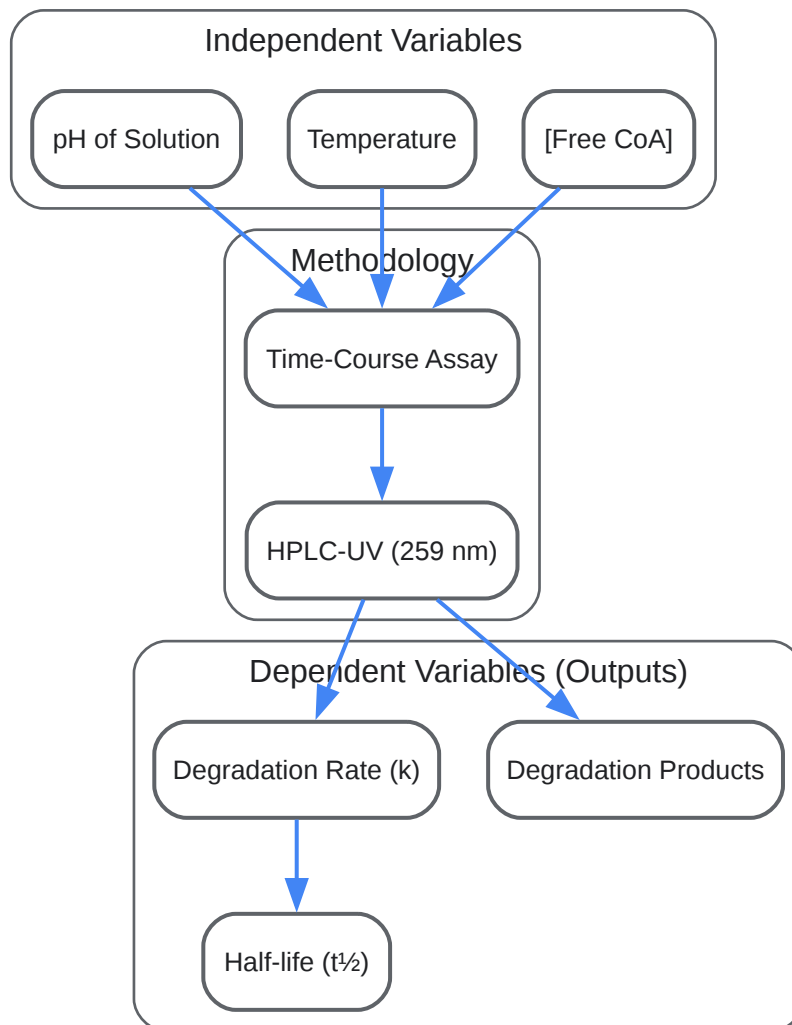 Independent Variables
pH of Solution
Temperature
[Free CoA]
Methodology
Time-Course Assay
HPLC-UV (259 nm)
Dependent Variables (Outputs)
Degradation Rate (k)
Degradation Products
Half-life (t½)